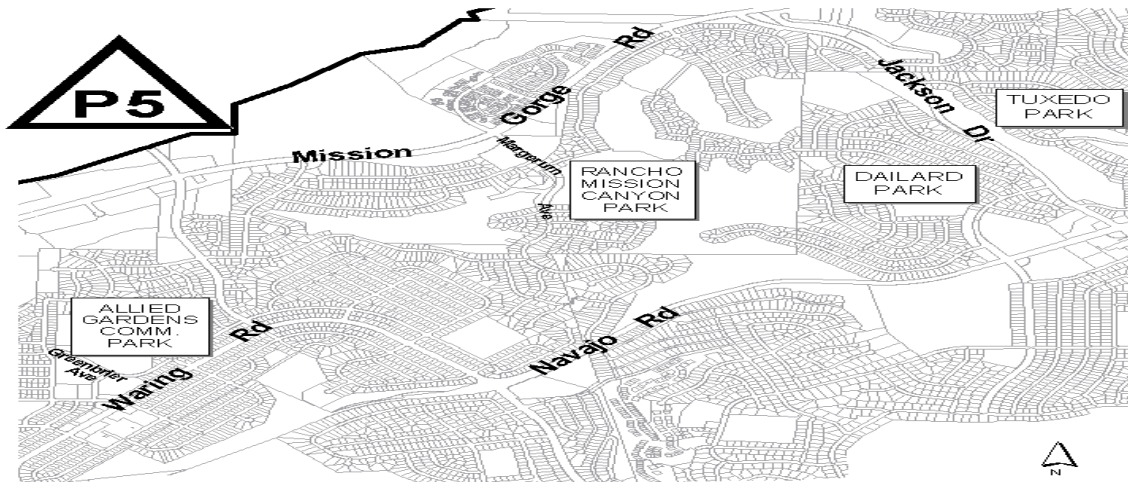 P5
Mission Gorge Rd
Jackson Dr
TUXEDO
PARK
Margerum Ave
RANCHO
MISSION
CANYON
PARK
DAILARD
PARK
ALLIED
GARDENS
COMM.
PARK
Greenbrier
Ave
Waring Rd
Navajo Rd
N